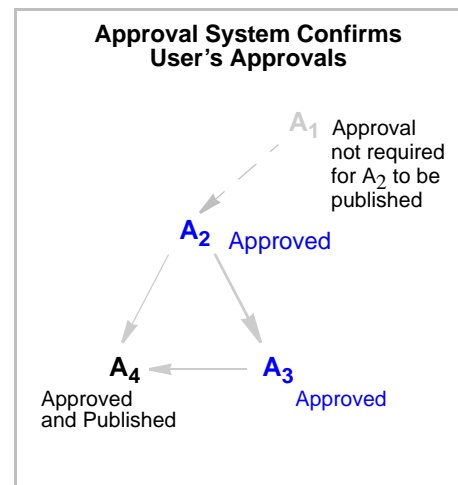 Approval System Confirms
User's Approvals
A1 Approval
not required
for A2 to be
published
A2 Approved
A4
A3
Approved
and Published
Approved